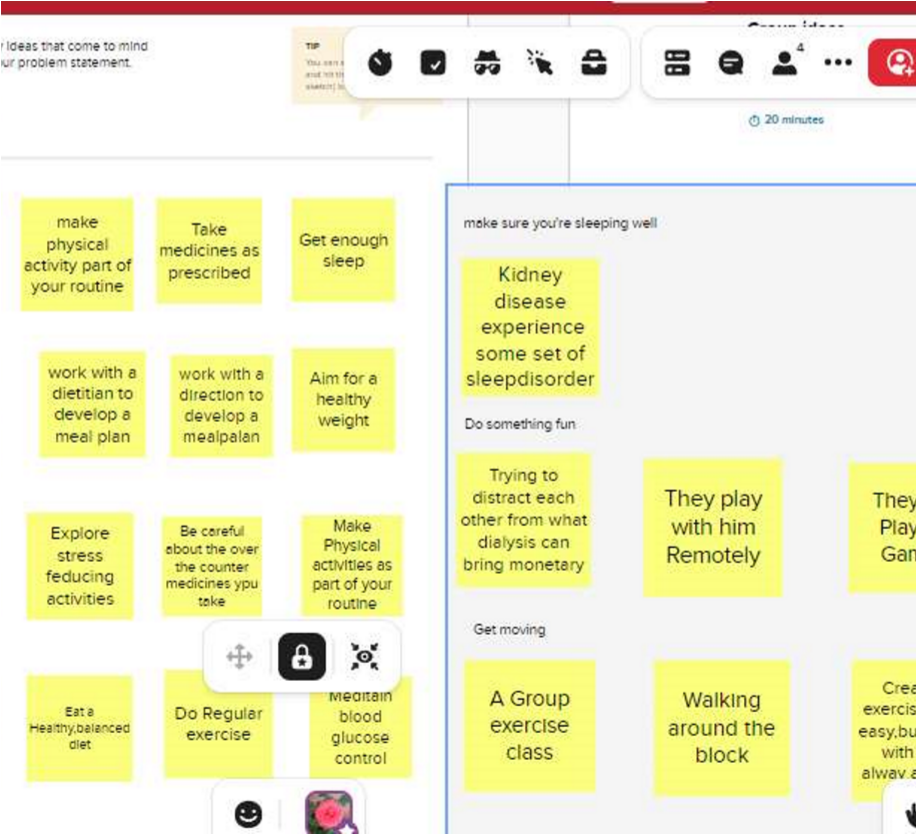 y ideas that come to mind
ur problem statement.
TIP
You can s
and hit th
sketch) ic
Group ideas
4
20 minutes
make
physical
activity part of
your routine
Take
medicines as
prescribed
Get enough
sleep
work with a
dietitian to
develop a
meal plan
work with a
direction to
develop a
mealpalan
Aim for a
healthy
weight
Explore
stress
feducing
activities
Be careful
about the over
the counter
medicines ypu
take
Make
Physical
activities as
part of your
routine
Eat a
Healthy,balanced
diet
Do Regular
exercise
Meditain
blood
glucose
control
make sure you're sleeping well
Kidney
disease
experience
some set of
sleepdisorder
Do something fun
Trying to
distract each
other from what
dialysis can
bring monetary
They play
with him
Remotely
They
Play
Gam
Get moving
A Group
exercise
class
Walking
around the
block
Crea
exercis
easy,bu
with
alway a